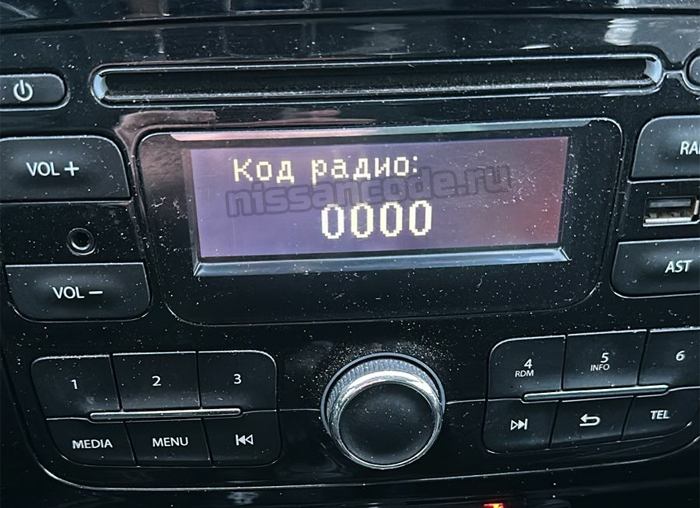 VOL +
Код радио:
nissancode.ru
0000
VOL –
AST
1
2
3
4
RDM
5
INFO
6
MEDIA
MENU
TEL